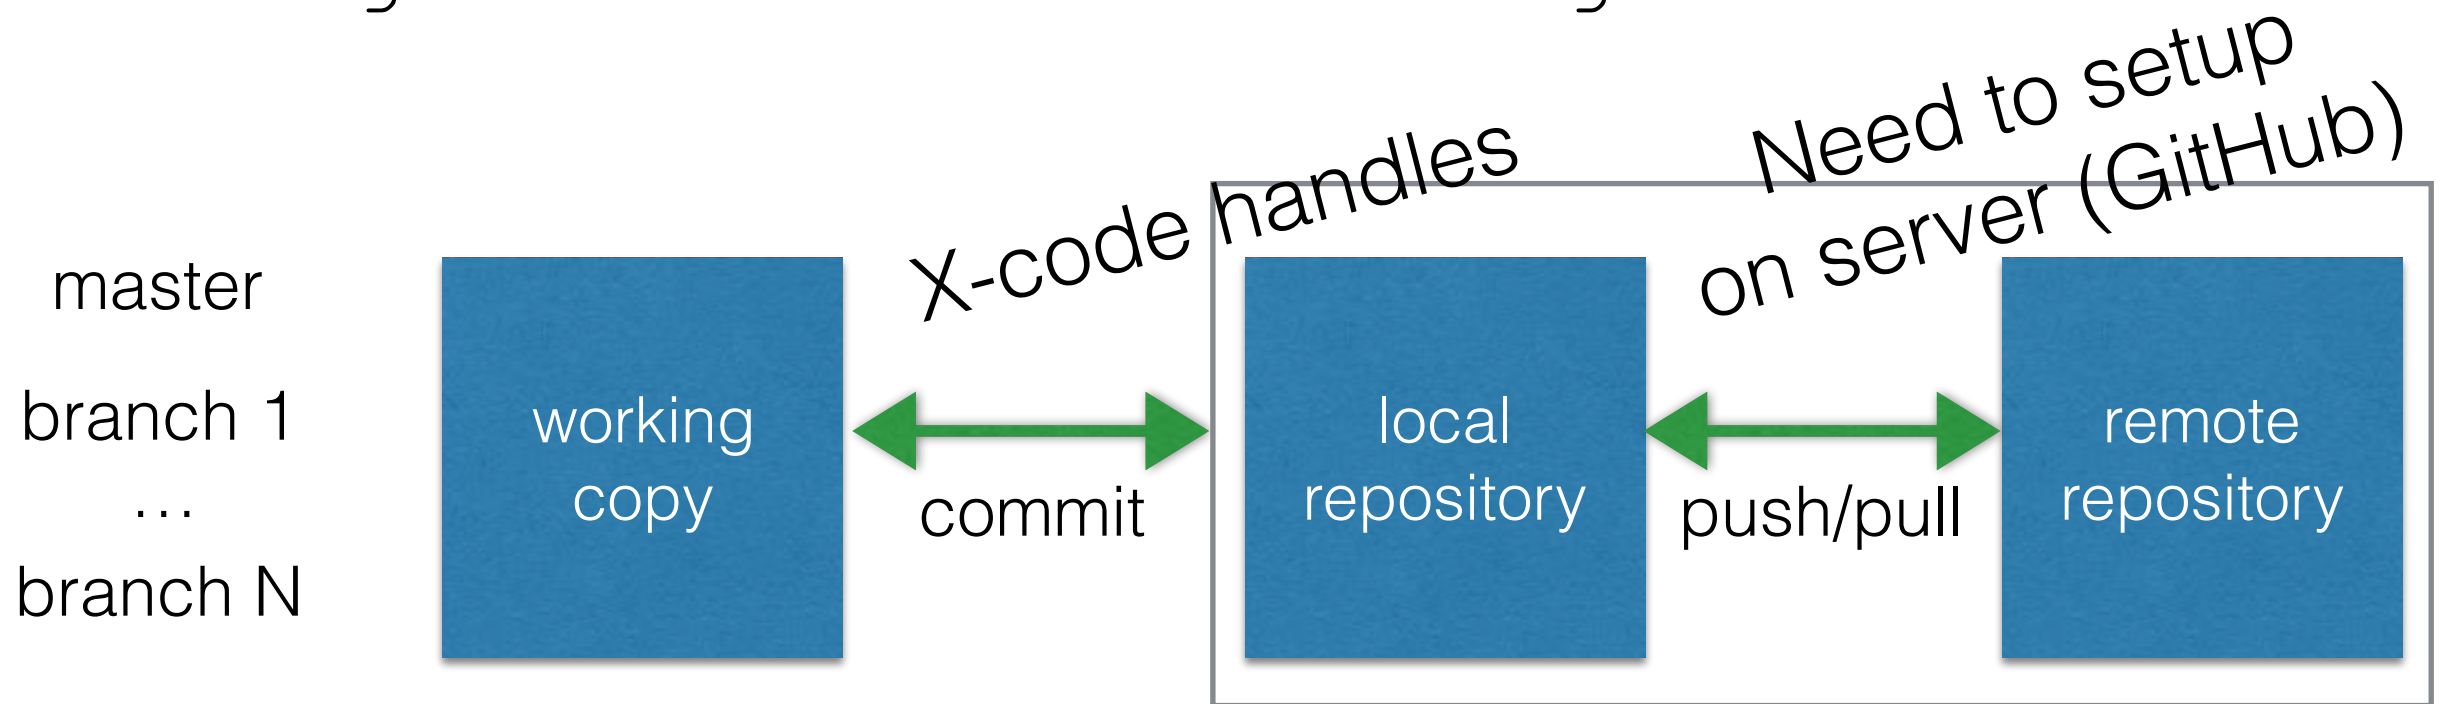 X-code handles
Need to setup
on server (GitHub)
master
branch 1
...
branch N
working
copy
commit
local
repository
push/pull
remote
repository